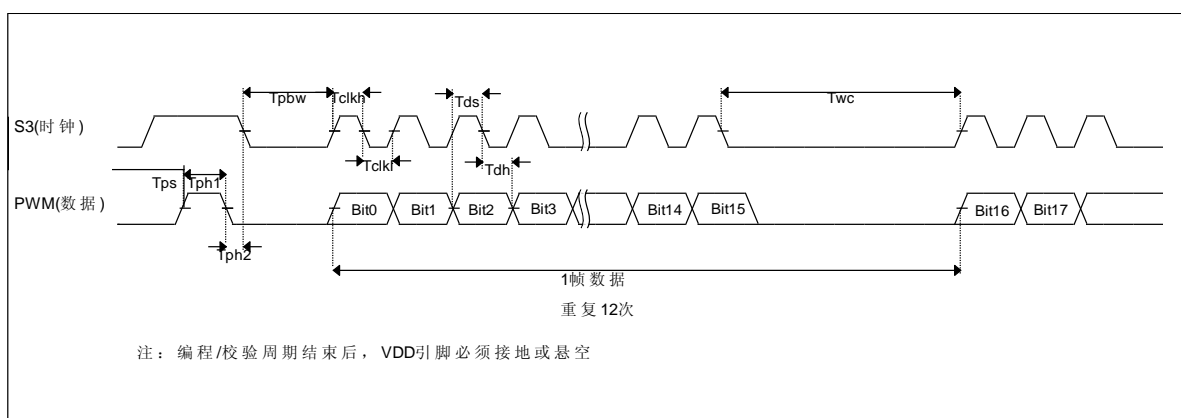 Tpbw Tclkh Tds Twc
S3(时钟)
Tclkl Tdh
Tps Tph1
PWM(数据) Bit0 Bit1 Bit2 Bit3 Bit14 Bit15 Bit16 Bit17
Tph2
1帧数据
重复12次
注：编程/校验周期结束后，VDD引脚必须接地或悬空